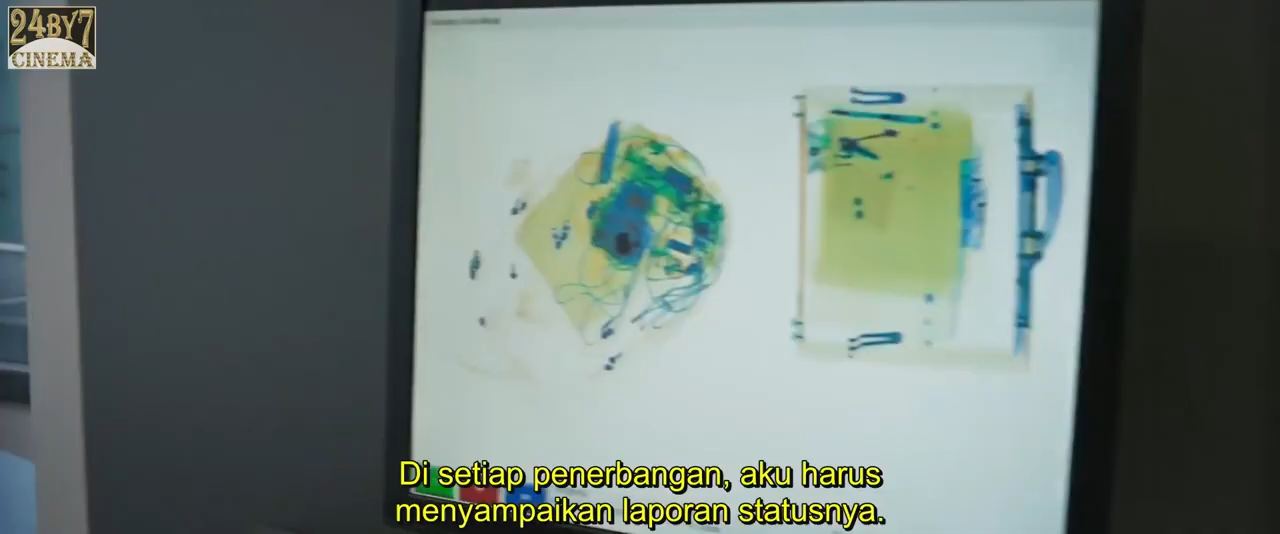 24BY7
CINEMA
Di setiap penerbangan, aku harus
menyampaikan laporan statusnya.